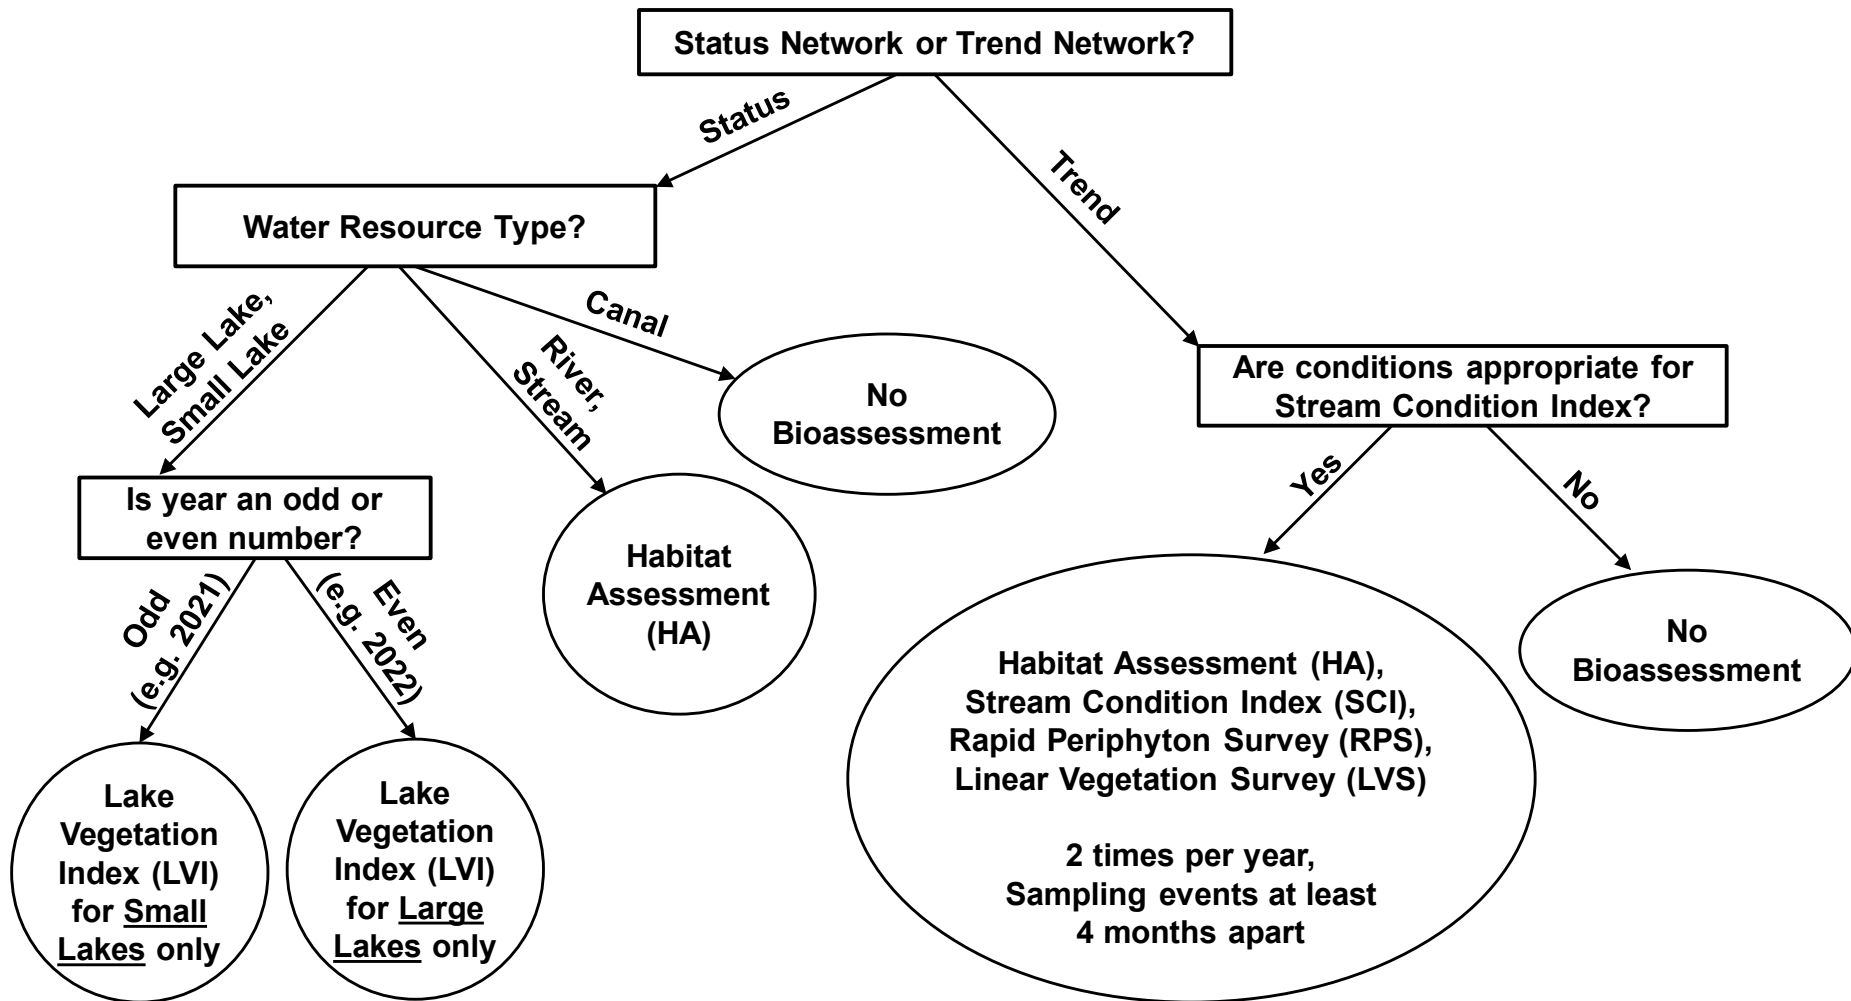 Status Network or Trend Network?
Status
Trend
Water Resource Type?
Large Lake,
Small Lake
River,
Stream
Canal
No
Bioassessment
Are conditions appropriate for
Stream Condition Index?
Is year an odd or
even number?
Yes
No
Habitat
Assessment
(HA)
Odd
(e.g. 2021)
Even
(e.g. 2022)
Habitat Assessment (HA),
Stream Condition Index (SCI),
Rapid Periphyton Survey (RPS),
Linear Vegetation Survey (LVS)
2 times per year,
Sampling events at least
4 months apart
No
Bioassessment
Lake
Vegetation
Index (LVI)
for Small
Lakes only
Lake
Vegetation
Index (LVI)
for Large
Lakes only